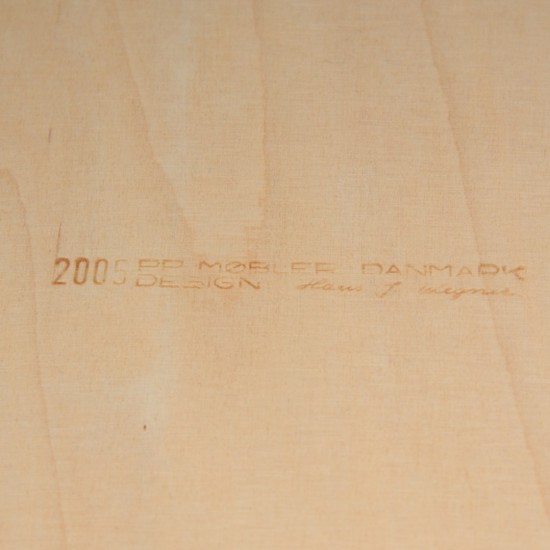 2005 PP MØBLER DANMARK
DESIGN Hans J. Wegner